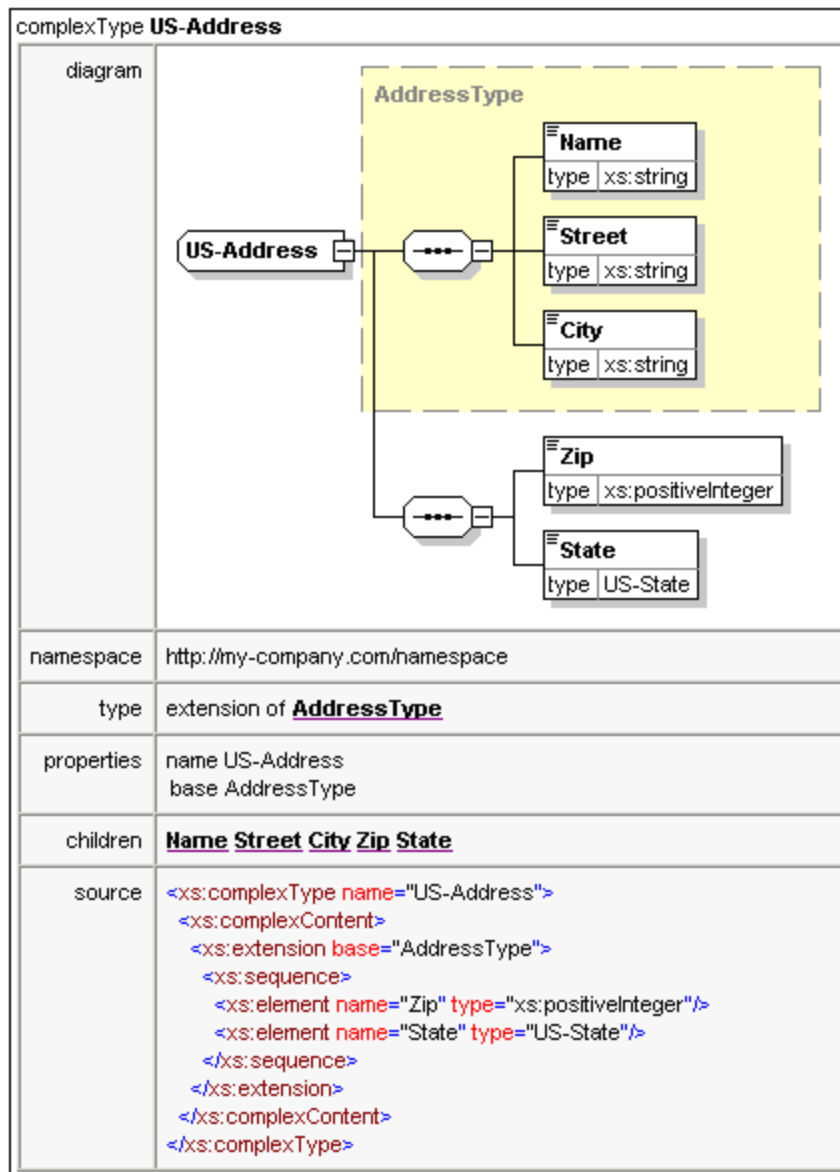 complexType US-Address
diagram
AddressType
Name
type xs:string
US-Address
Street
type xs:string
City
type xs:string
Zip
type xs:positiveInteger
State
type US-State
namespace http://my-company.com/namespace
type extension of AddressType
properties name US-Address
base AddressType
children Name Street City Zip State
source <xs:complexType name="US-Address">
<xs:complexContent>
<xs:extension base="AddressType">
<xs:sequence>
<xs:element name="Zip" type="xs:positiveInteger"/>
<xs:element name="State" type="US-State"/>
</xs:sequence>
</xs:extension>
</xs:complexContent>
</xs:complexType>